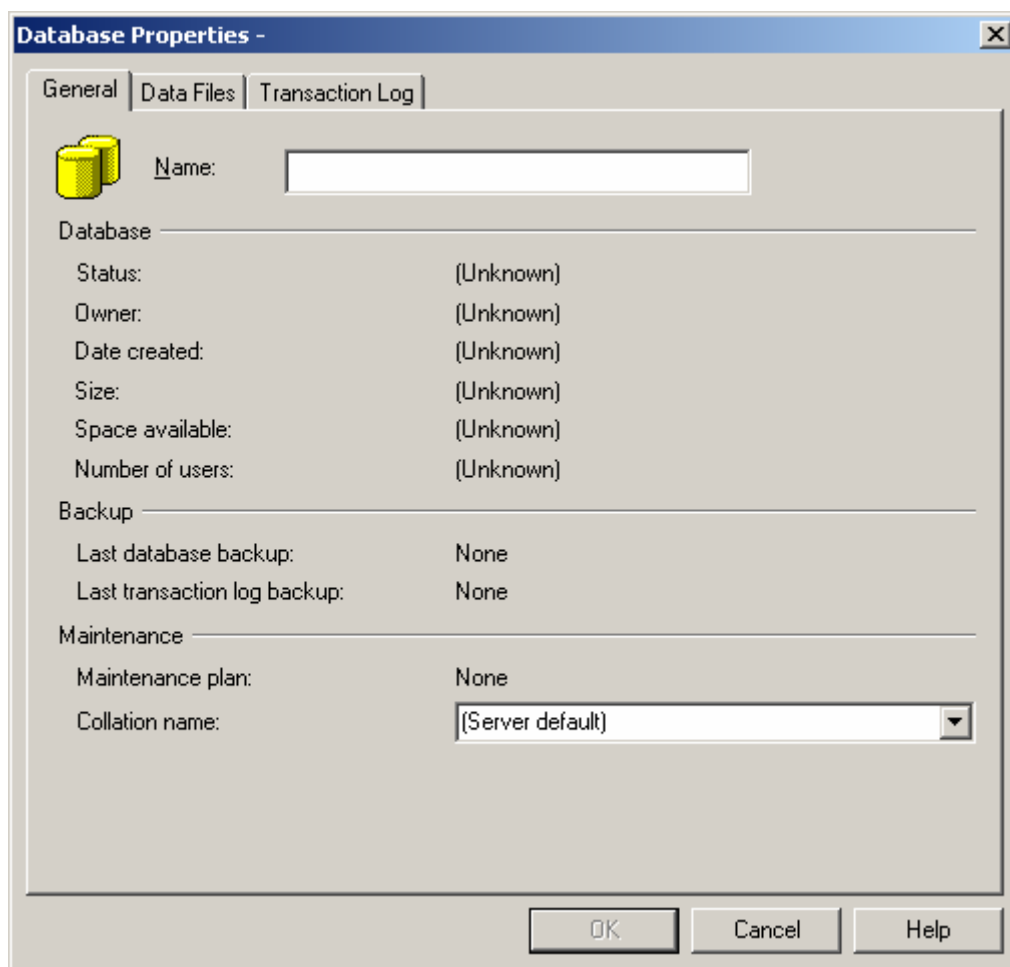 Database Properties -
General Data Files Transaction Log
Name:
Database
Status: (Unknown)
Owner: (Unknown)
Date created: (Unknown)
Size: (Unknown)
Space available: (Unknown)
Number of users: (Unknown)
Backup
Last database backup: None
Last transaction log backup: None
Maintenance
Maintenance plan: None
Collation name: (Server default)
OK Cancel Help